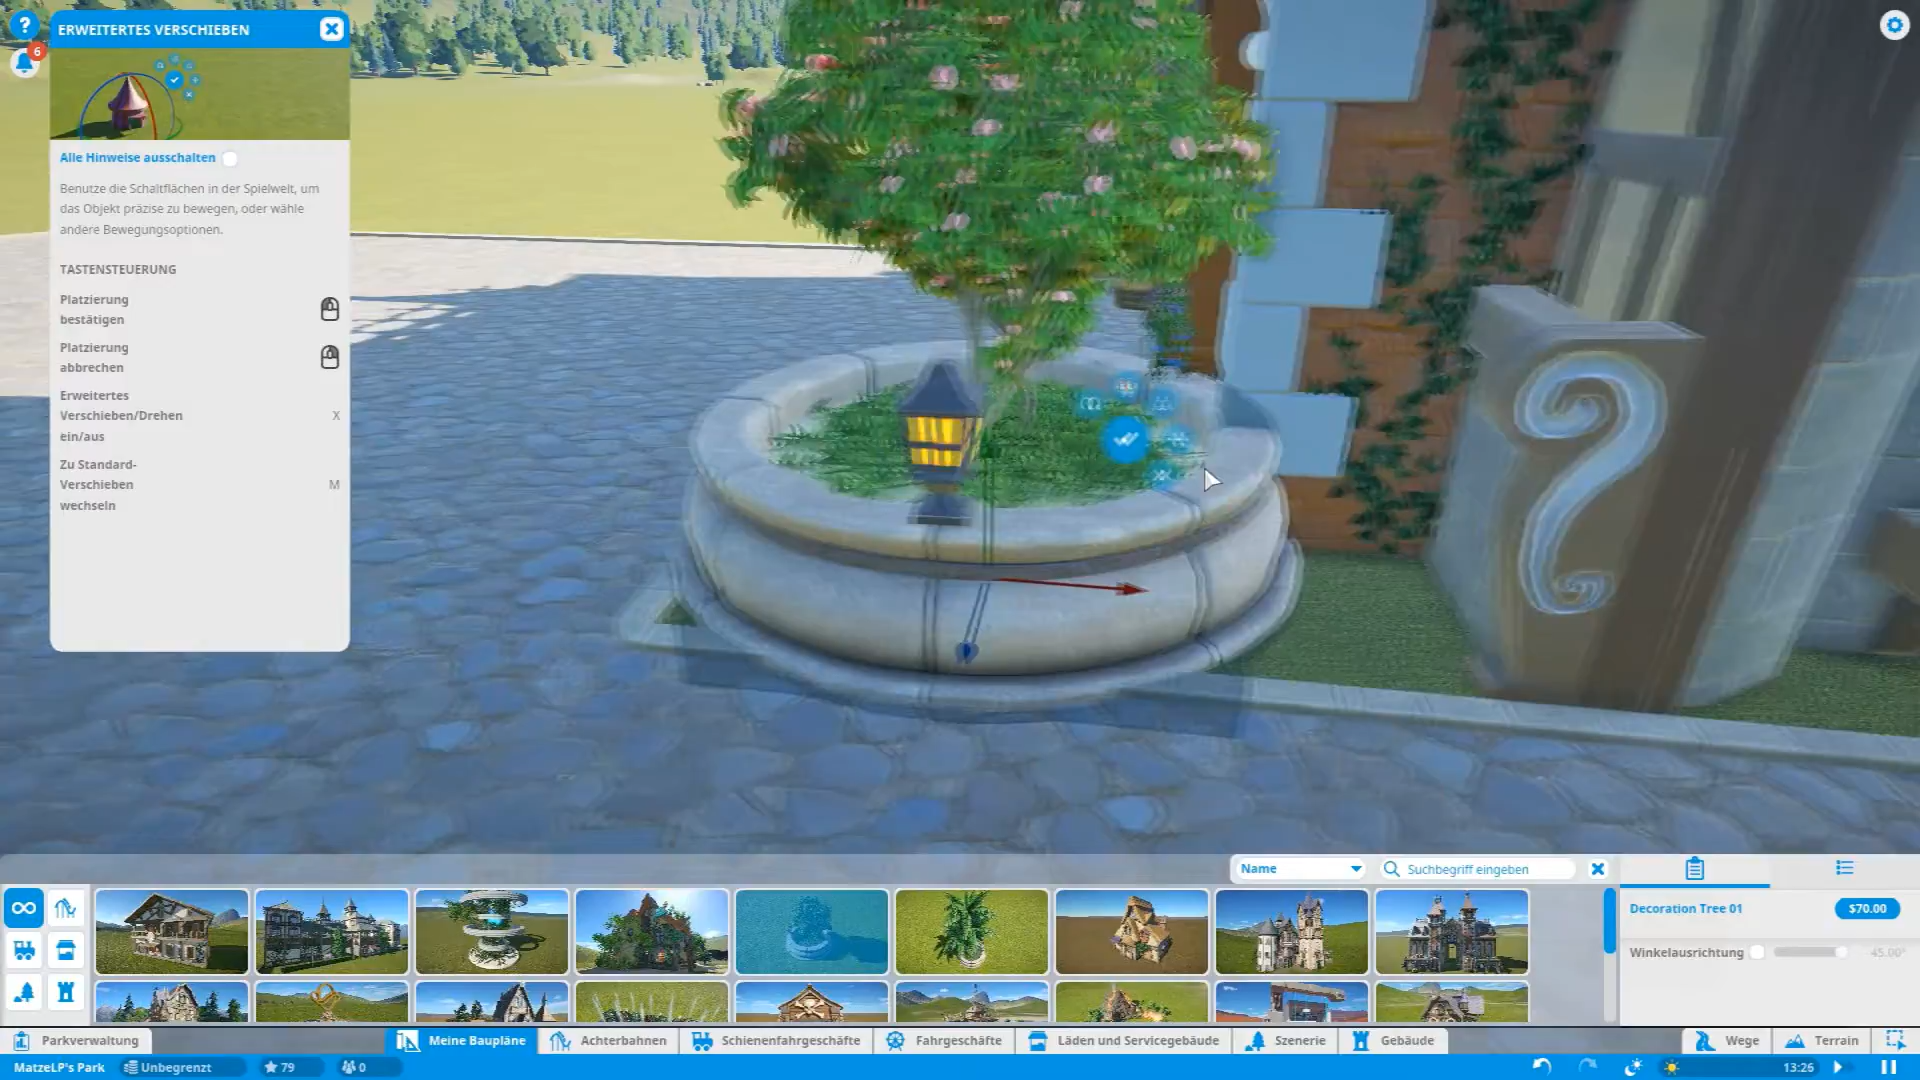 ?
6
ERWEITERTES VERSCHIEBEN
Alle Hinweise ausschalten
Benutze die Schaltflächen in der Spielwelt, um
das Objekt präzise zu bewegen, oder wähle
andere Bewegungsoptionen.
TASTENSTEUERUNG
Platzierung
bestätigen
Platzierung
abbrechen
Erweitertes
Verschieben/Drehen X
ein/aus
Zu Standard-
Verschieben M
wechseln
Name
Suchbegriff eingeben
Decoration Tree 01
$70.00
Winkelausrichtung
45.00°
Parkverwaltung
Meine Baupläne
Achterbahnen
Schienenfahrgeschäfte
Fahrgeschäfte
Läden und Servicegebäude
Szenerie
Gebäude
Wege
Terrain
MatzeLP's Park
Unbegrenzt
79
0
13:26